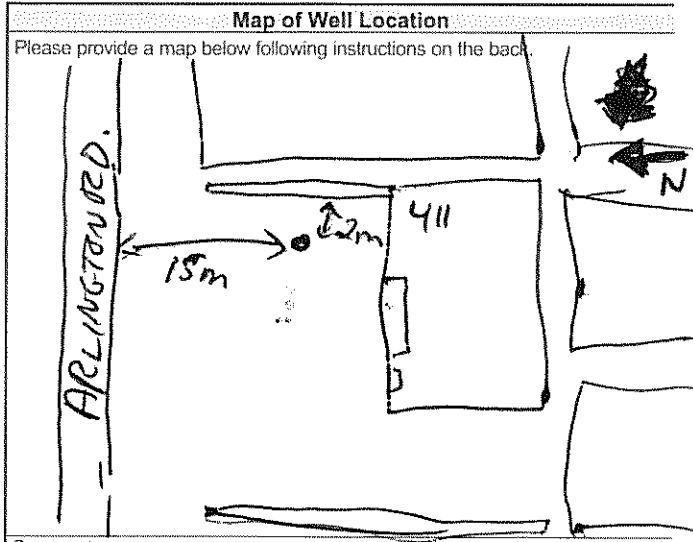 Map of Well Location
Please provide a map below following instructions on the back.
ARLINGTON RD.
N
411
2m
15m